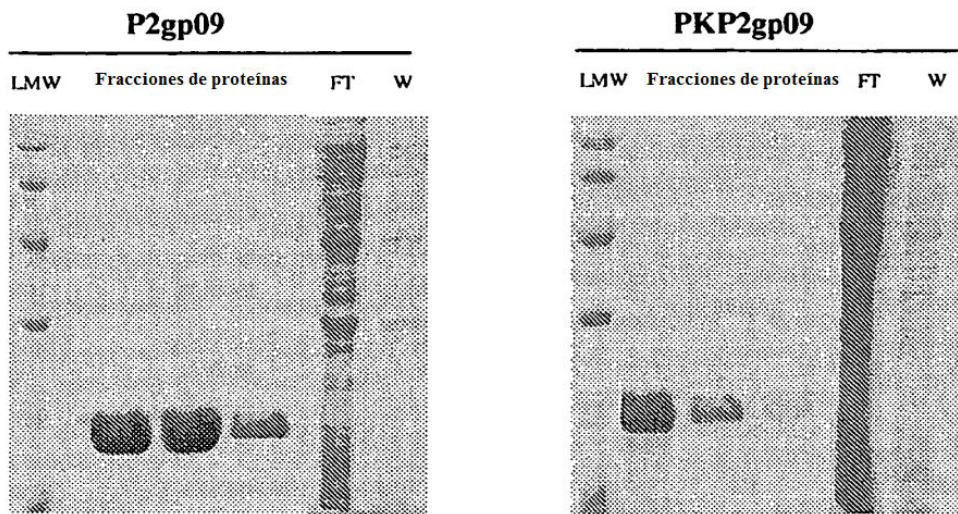 P2gp09
LMW Fracciones de proteínas FT W
PKP2gp09
LMW Fracciones de proteínas FT W